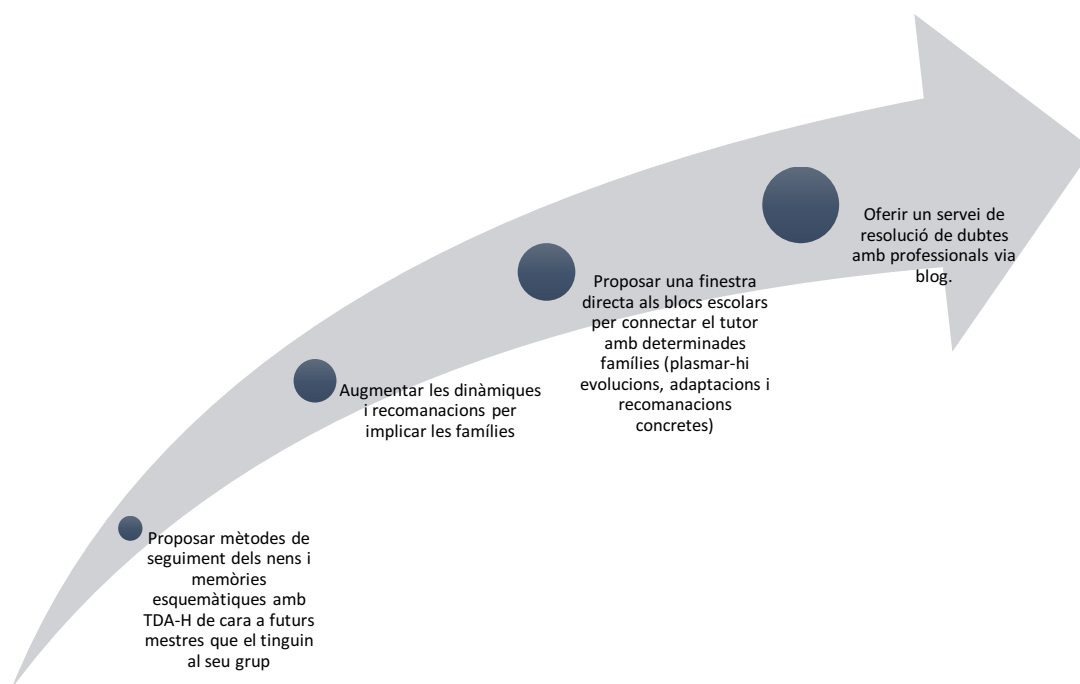 Proposar mètodes de
seguiment dels nens i
memòries
esquemàtiques amb
TDA-H de cara a futurs
mestres que el tinguin
al seu grup
Augmentar les dinàmiques
i recomanacions per
implicar les famílies
Proposar una finestra
directa als blocs escolars
per connectar el tutor
amb determinades
famílies (plasmar-hi
evolucions, adaptacions i
recomanacions
concretes)
Oferir un servei de
resolució de dubtes
amb professionals via
blog.